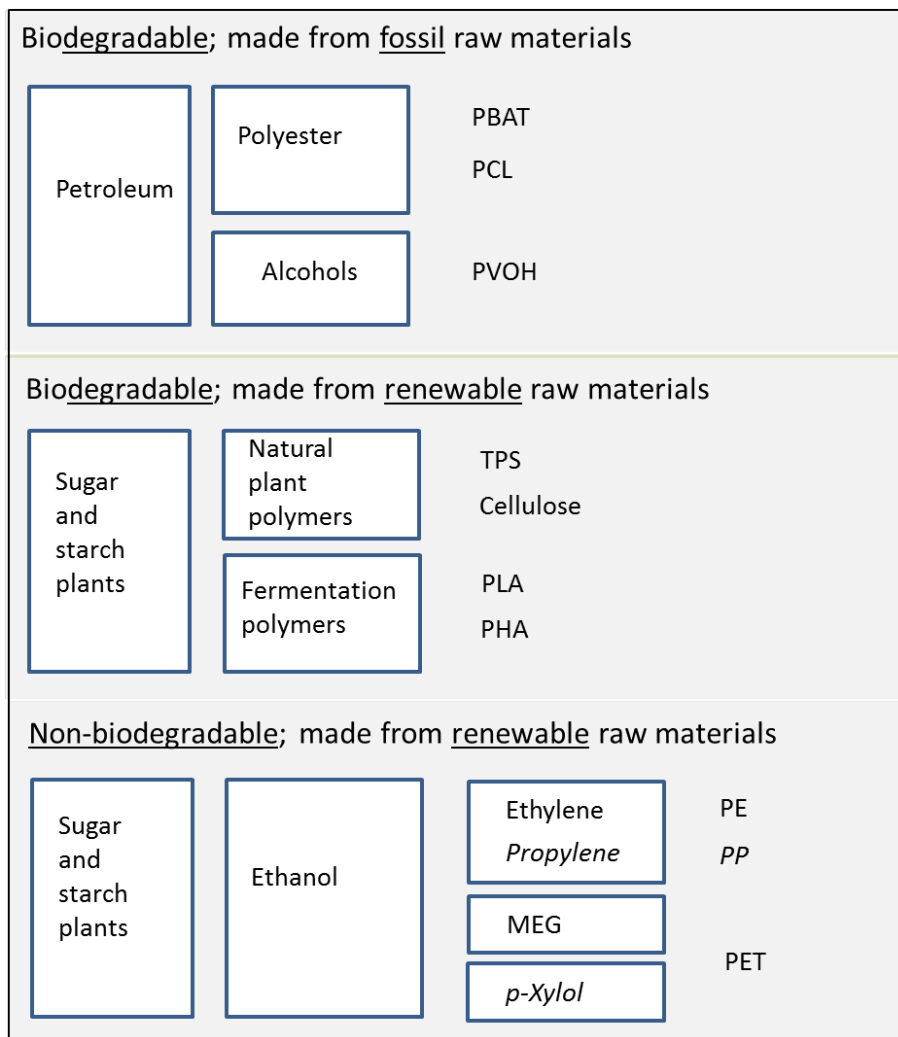 Biodegradable; made from fossil raw materials
Petroleum
Polyester
PBAT
PCL
Alcohols
PVOH
Biodegradable; made from renewable raw materials
Sugar
and
starch
plants
Natural
plant
polymers
TPS
Cellulose
Fermentation
polymers
PLA
PHA
Non-biodegradable; made from renewable raw materials
Sugar
and
starch
plants
Ethanol
Ethylene
Propylene
PE
PP
MEG
p-Xylol
PET